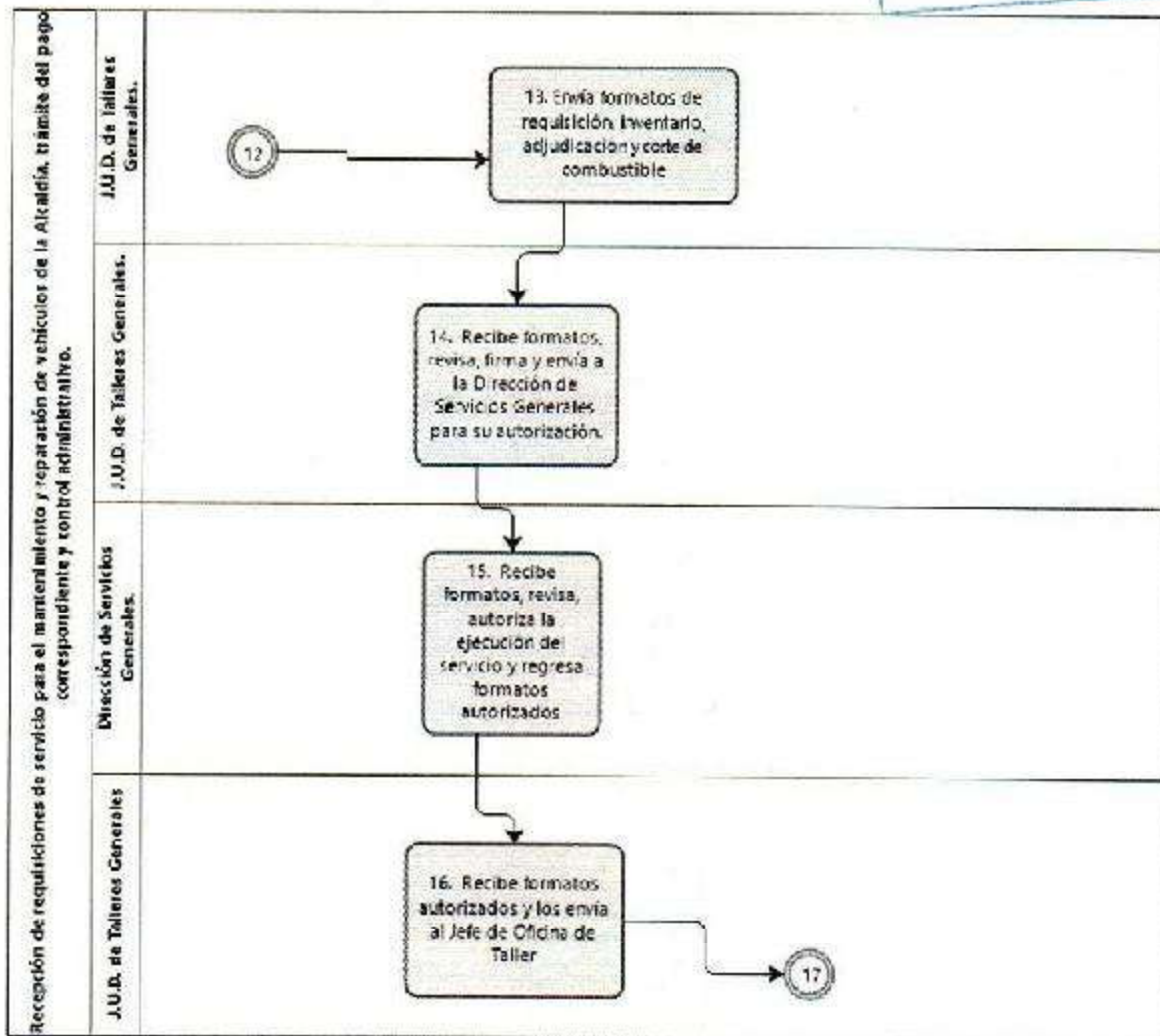 Recepción de requisiciones de servicio para el mantenimiento y reparación de vehículos de la Alcaldía, trámite del pago
correspondiente y control administrativo.
J.U.D. de Talleres
Generales.
12
13. Envía formatos de
requisición, inventario,
adjudicación y corte de
combustible
J.U.D. de Talleres Generales.
14. Recibe formatos,
revisa, firma y envía a
la Dirección de
Servicios Generales
para su autorización.
Dirección de Servicios
Generales.
15. Recibe
formatos, revisa,
autoriza la
ejecución del
servicio y regresa
formatos
autorizados
J.U.D. de Talleres Generales
16. Recibe formatos
autorizados y los envía
al Jefe de Oficina de
Taller
17